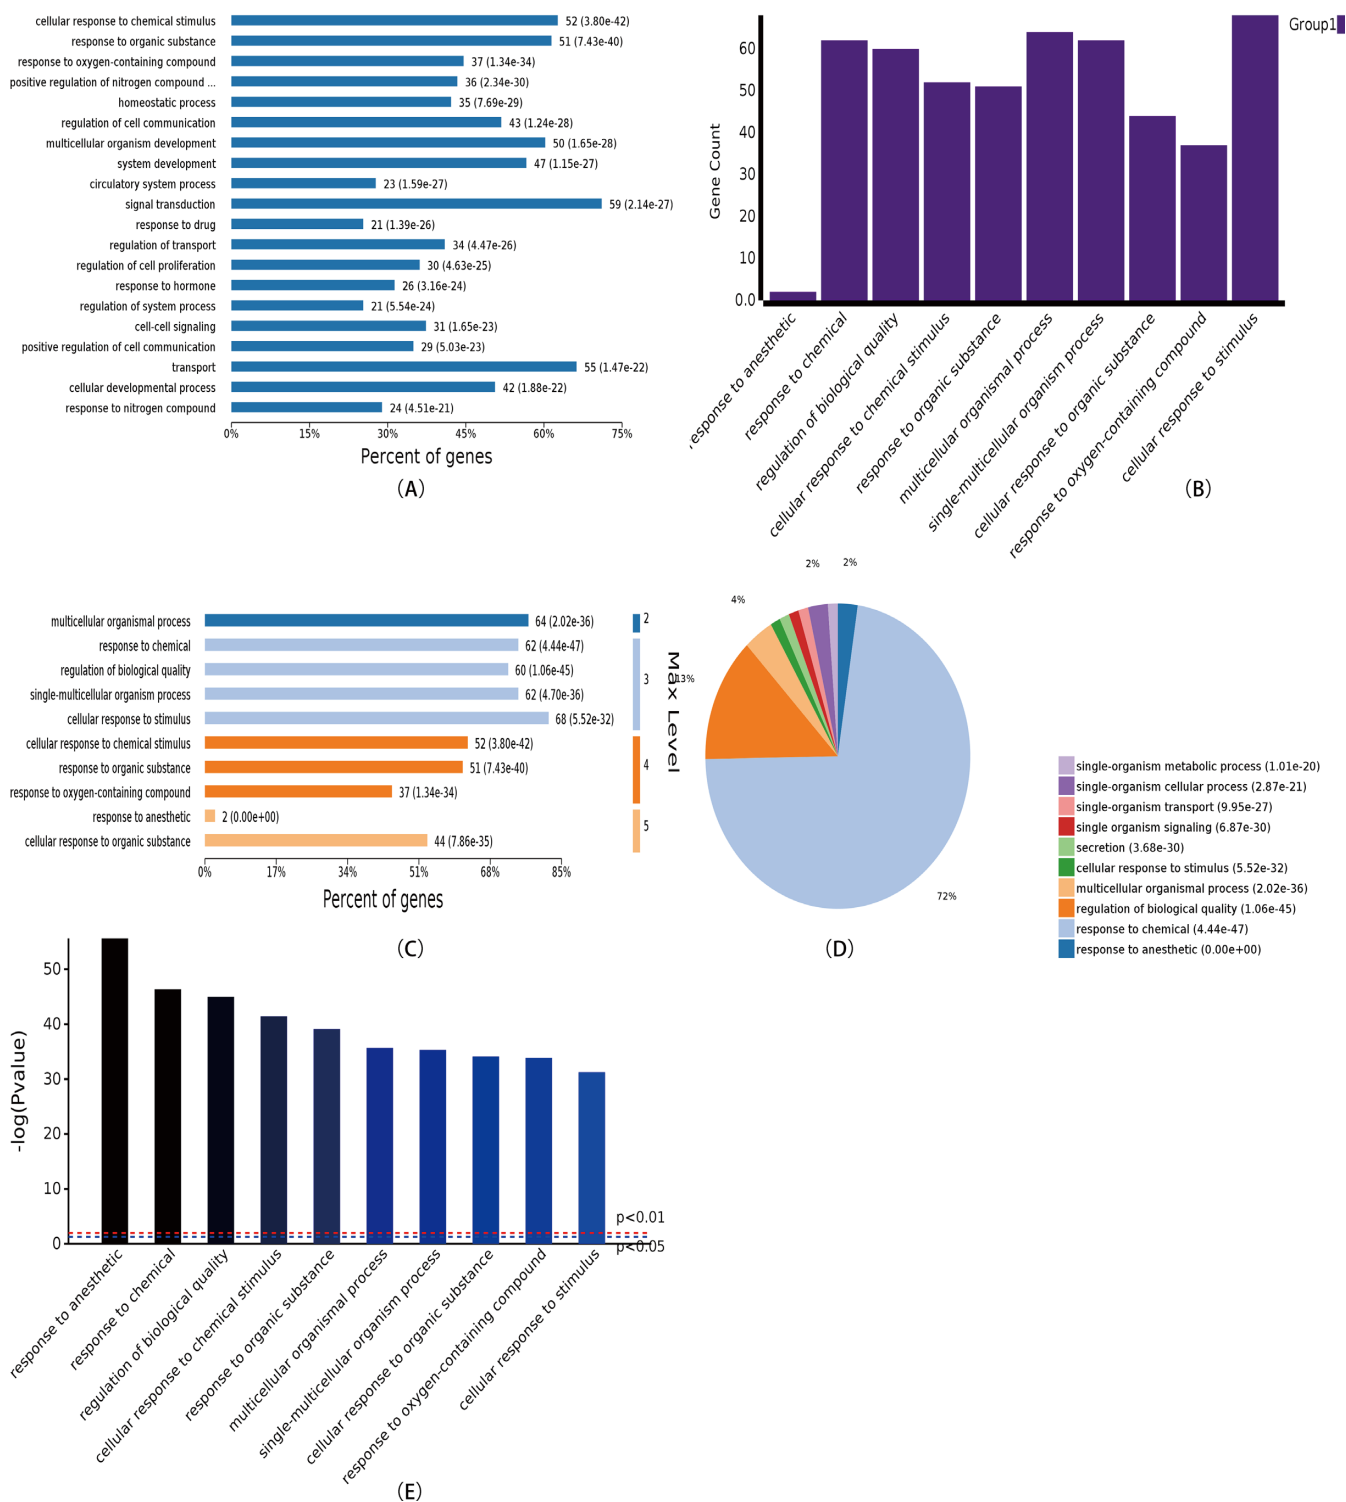 cellular response to chemical stimulus 52 (3.80e-42)
response to organic substance 51 (7.43e-40)
response to oxygen-containing compound 37 (1.34e-34)
positive regulation of nitrogen compound ... 36 (2.34e-30)
homeostatic process 35 (7.69e-29)
regulation of cell communication 43 (1.24e-28)
multicellular organism development 50 (1.65e-28)
system development 47 (1.15e-27)
circulatory system process 23 (1.59e-27)
signal transduction 59 (2.14e-27)
response to drug 21 (1.39e-26)
regulation of transport 34 (4.47e-26)
regulation of cell proliferation 30 (4.63e-25)
response to hormone 26 (3.16e-24)
regulation of system process 21 (5.54e-24)
cell-cell signaling 31 (1.65e-23)
positive regulation of cell communication 29 (5.03e-23)
transport 55 (1.47e-22)
cellular developmental process 42 (1.88e-22)
response to nitrogen compound 24 (4.51e-21)
0% 15% 30% 45% 60% 75%
Percent of genes
(A)
Group1
Gene Count
60
50
40
30
20
10
0.0
response to anesthetic
response to chemical
regulation of biological quality
cellular response to chemical stimulus
response to organic substance
multicellular organismal process
single-multicellular organism process
cellular response to organic substance
response to oxygen-containing compound
cellular response to stimulus
(B)
multicellular organismal process 64 (2.02e-36)
response to chemical 62 (4.44e-47)
regulation of biological quality 60 (1.06e-45)
single-multicellular organism process 62 (4.70e-36)
cellular response to stimulus 68 (5.52e-32)
cellular response to chemical stimulus 52 (3.80e-42)
response to organic substance 51 (7.43e-40)
response to oxygen-containing compound 37 (1.34e-34)
response to anesthetic 2 (0.00e+00)
cellular response to organic substance 44 (7.86e-35)
2
3
4
5
Max Level
0% 17% 34% 51% 68% 85%
Percent of genes
(C)
2% 2%
4%
13%
72%
(D)
single-organism metabolic process (1.01e-20)
single-organism cellular process (2.87e-21)
single-organism transport (9.95e-27)
single organism signaling (6.87e-30)
secretion (3.68e-30)
cellular response to stimulus (5.52e-32)
multicellular organismal process (2.02e-36)
regulation of biological quality (1.06e-45)
response to chemical (4.44e-47)
response to anesthetic (0.00e+00)
-log(Pvalue)
50
40
30
20
10
0
p<0.01
p<0.05
response to anesthetic
response to chemical
regulation of biological quality
cellular response to chemical stimulus
response to organic substance
multicellular organismal process
single-multicellular organism process
cellular response to organic substance
response to oxygen-containing compound
cellular response to stimulus
(E)